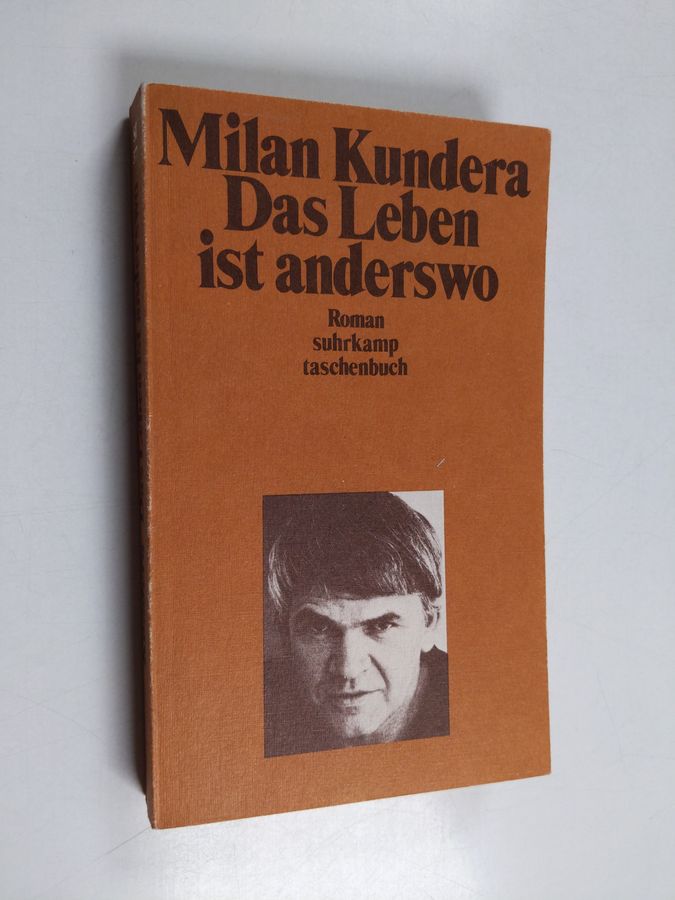 Milan Kundera
Das Leben
ist anderswo
Roman
suhrkamp
taschenbuch